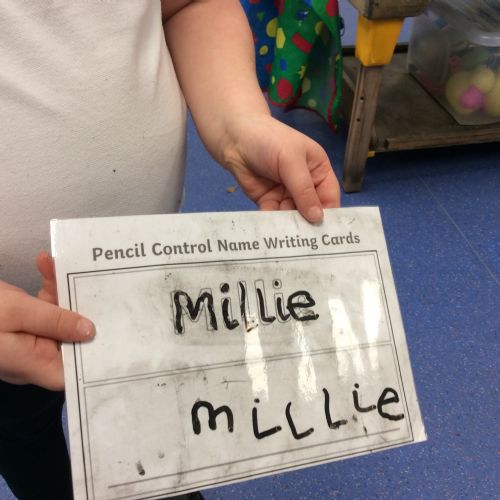 Pencil Control Name Writing Cards
Millie
millie